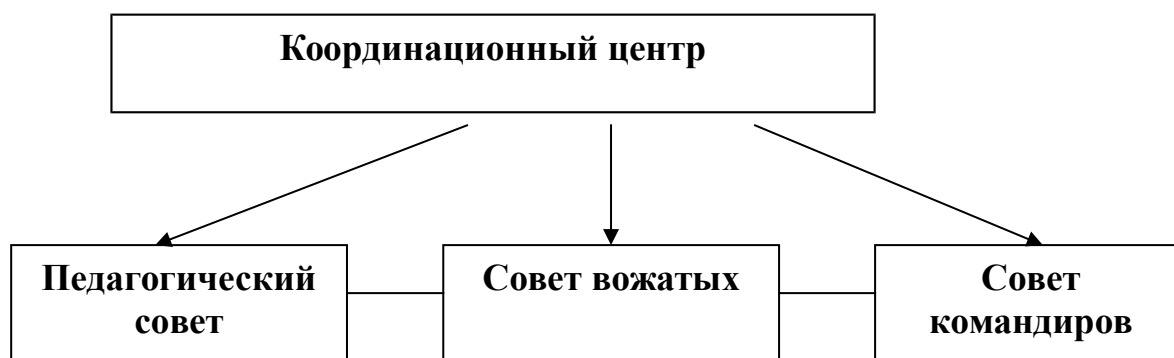 Координационный центр
Педагогический
совет
Совет вожатых
Совет
командиров